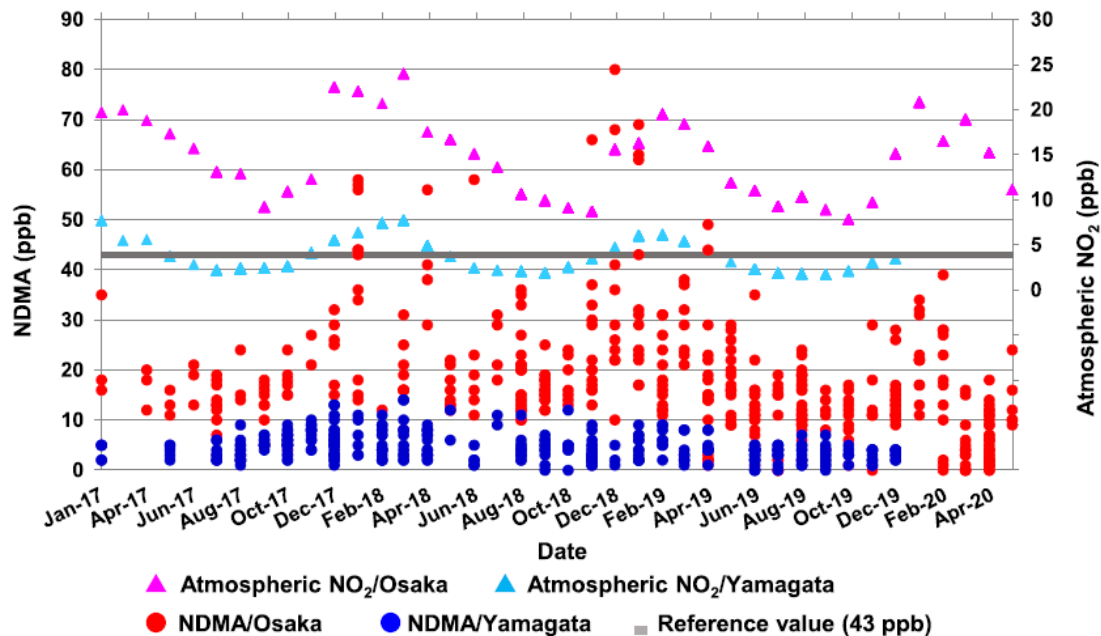 90
80
70
60
50
40
30
20
10
0
NDMA (ppb)
30
25
20
15
10
5
0
Atmospheric NO₂ (ppb)
Jan-17 Apr-17 Jun-17 Aug-17 Oct-17 Dec-17 Feb-18 Apr-18 Jun-18 Aug-18 Oct-18 Dec-18 Feb-19 Apr-19 Jun-19 Aug-19 Oct-19 Dec-19 Feb-20 Apr-20
Date
Atmospheric NO₂/Osaka Atmospheric NO₂/Yamagata
NDMA/Osaka NDMA/Yamagata Reference value (43 ppb)